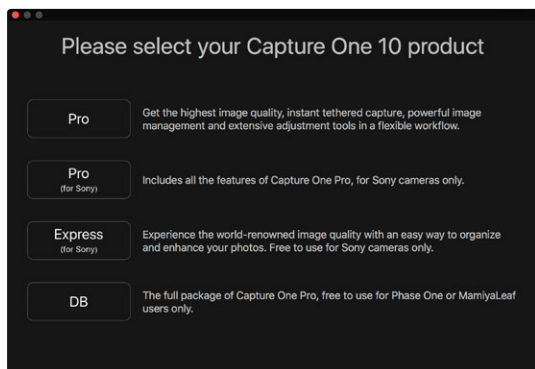 Please select your Capture One 10 product
Pro
Get the highest image quality, instant tethered capture, powerful image
management and extensive adjustment tools in a flexible workflow.
Pro
(for Sony)
Includes all the features of Capture One Pro, for Sony cameras only.
Express
(for Sony)
Experience the world-renowned image quality with an easy way to organize
and enhance your photos. Free to use for Sony cameras only.
DB
The full package of Capture One Pro, free to use for Phase One or MamiyaLeaf
users only.